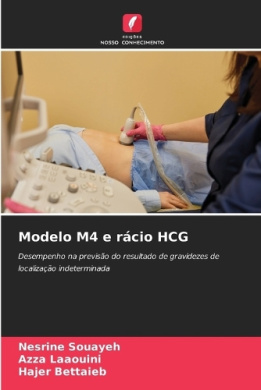 edições
NOSSO CONHECIMENTO
Modelo M4 e rácio HCG
Desempenho na previsão do resultado de gravidezes de
localização indeterminada
Nesrine Souayeh
Azza Laaouini
Hajer Bettaieb